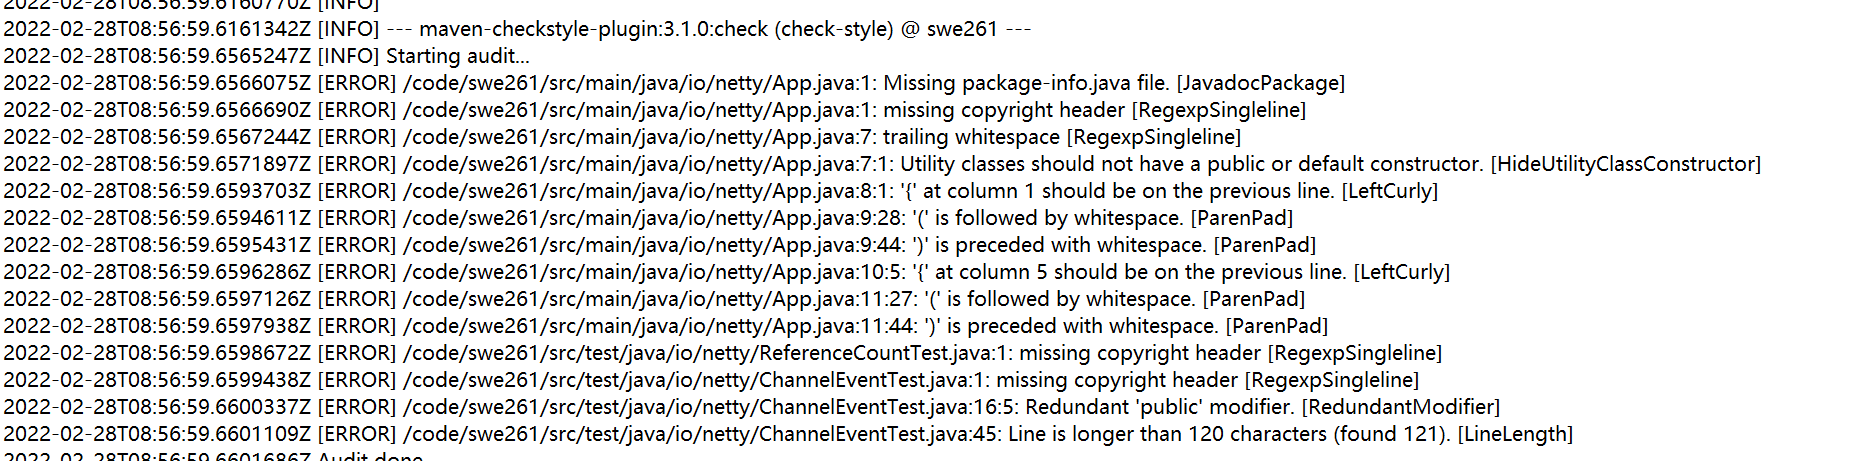 2022-02-28T08:56:59.6160770Z [INFO]
2022-02-28T08:56:59.6161342Z [INFO] --- maven-checkstyle-plugin:3.1.0:check (check-style) @ swe261 ---
2022-02-28T08:56:59.6565247Z [INFO] Starting audit...
2022-02-28T08:56:59.6566075Z [ERROR] /code/swe261/src/main/java/io/netty/App.java:1: Missing package-info.java file. [JavadocPackage]
2022-02-28T08:56:59.6566690Z [ERROR] /code/swe261/src/main/java/io/netty/App.java:1: missing copyright header [RegexpSingleline]
2022-02-28T08:56:59.6567244Z [ERROR] /code/swe261/src/main/java/io/netty/App.java:7: trailing whitespace [RegexpSingleline]
2022-02-28T08:56:59.6571897Z [ERROR] /code/swe261/src/main/java/io/netty/App.java:7:1: Utility classes should not have a public or default constructor. [HideUtilityClassConstructor]
2022-02-28T08:56:59.6593703Z [ERROR] /code/swe261/src/main/java/io/netty/App.java:8:1: '{' at column 1 should be on the previous line. [LeftCurly]
2022-02-28T08:56:59.6594611Z [ERROR] /code/swe261/src/main/java/io/netty/App.java:9:28: '(' is followed by whitespace. [ParenPad]
2022-02-28T08:56:59.6595431Z [ERROR] /code/swe261/src/main/java/io/netty/App.java:9:44: ')' is preceded with whitespace. [ParenPad]
2022-02-28T08:56:59.6596286Z [ERROR] /code/swe261/src/main/java/io/netty/App.java:10:5: '{' at column 5 should be on the previous line. [LeftCurly]
2022-02-28T08:56:59.6597126Z [ERROR] /code/swe261/src/main/java/io/netty/App.java:11:27: '(' is followed by whitespace. [ParenPad]
2022-02-28T08:56:59.6597938Z [ERROR] /code/swe261/src/main/java/io/netty/App.java:11:44: ')' is preceded with whitespace. [ParenPad]
2022-02-28T08:56:59.6598672Z [ERROR] /code/swe261/src/test/java/io/netty/ReferenceCountTest.java:1: missing copyright header [RegexpSingleline]
2022-02-28T08:56:59.6599438Z [ERROR] /code/swe261/src/test/java/io/netty/ChannelEventTest.java:1: missing copyright header [RegexpSingleline]
2022-02-28T08:56:59.6600337Z [ERROR] /code/swe261/src/test/java/io/netty/ChannelEventTest.java:16:5: Redundant 'public' modifier. [RedundantModifier]
2022-02-28T08:56:59.6601109Z [ERROR] /code/swe261/src/test/java/io/netty/ChannelEventTest.java:45: Line is longer than 120 characters (found 121). [LineLength]
2022-02-28T08:56:59.6601686Z Audit done